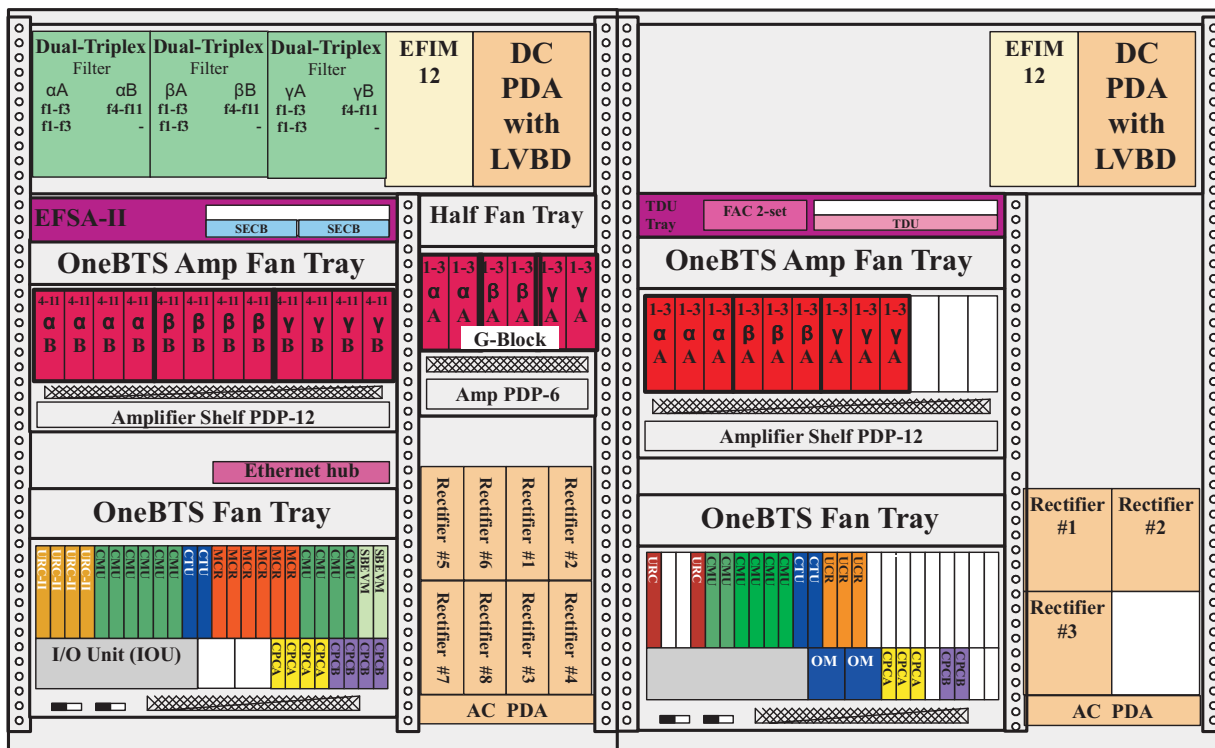 Dual-Triplex
Filter
αA αB
f1-f3 f4-f11
f1-f3 -
Dual-Triplex
Filter
βA βB
f1-f3 f4-f11
f1-f3 -
Dual-Triplex
Filter
γA γB
f1-f3 f4-f11
f1-f3 -
EFIM
12
DC
PDA
with
LVBD
EFSA-II
SECB SECB
OneBTS Amp Fan Tray
4-11 4-11 4-11 4-11 4-11 4-11 4-11 4-11 4-11 4-11 4-11 4-11
α α α α β β β β γ γ γ γ
B B B B B B B B B B B B
Amplifier Shelf PDP-12
Ethernet hub
OneBTS Fan Tray
URC-II URC-II URC-II URC-II CMU CMU CMU CMU CMU CMU CTU CTU MCR MCR MCR MCR MCR MCR CMU CMU CMU CMU SBEVM SBEVM
I/O Unit (IOU)
CPCA CPCA CPCA CPCA CPCB CPCB CPCB CPCB
Half Fan Tray
1-3 1-3 1-3 1-3 1-3 1-3
α α β β γ γ
A A A A A A
G-Block
Amp PDP-6
Rectifier #5
Rectifier #6
Rectifier #1
Rectifier #2
Rectifier #7
Rectifier #8
Rectifier #3
Rectifier #4
AC PDA
EFIM
12
DC
PDA
with
LVBD
TDU
Tray
FAC 2-set
TDU
OneBTS Amp Fan Tray
1-3 1-3 1-3 1-3 1-3 1-3 1-3 1-3 1-3
α α α β β β γ γ γ
A A A A A A A A A
Amplifier Shelf PDP-12
OneBTS Fan Tray
URC URC CMU CMU CMU CMU CMU CMU CTU CTU UCR UCR UCR
OM OM CPCA CPCA CPCA CPCB CPCB
Rectifier
#1
Rectifier
#2
Rectifier
#3
AC PDA